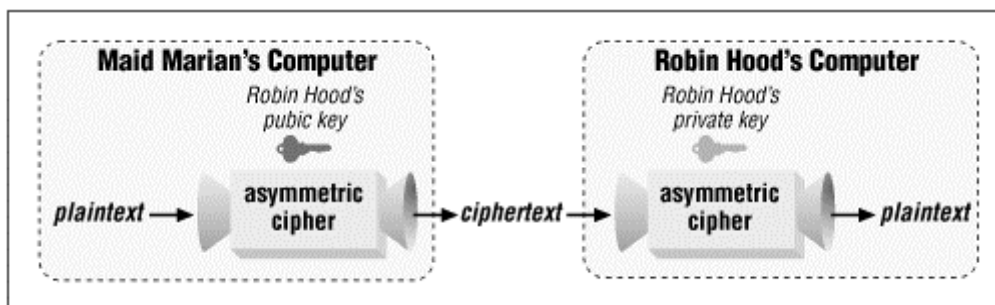 Maid Marian's Computer
Robin Hood's
pubic key
asymmetric
cipher
plaintext
ciphertext
Robin Hood's Computer
Robin Hood's
private key
asymmetric
cipher
plaintext